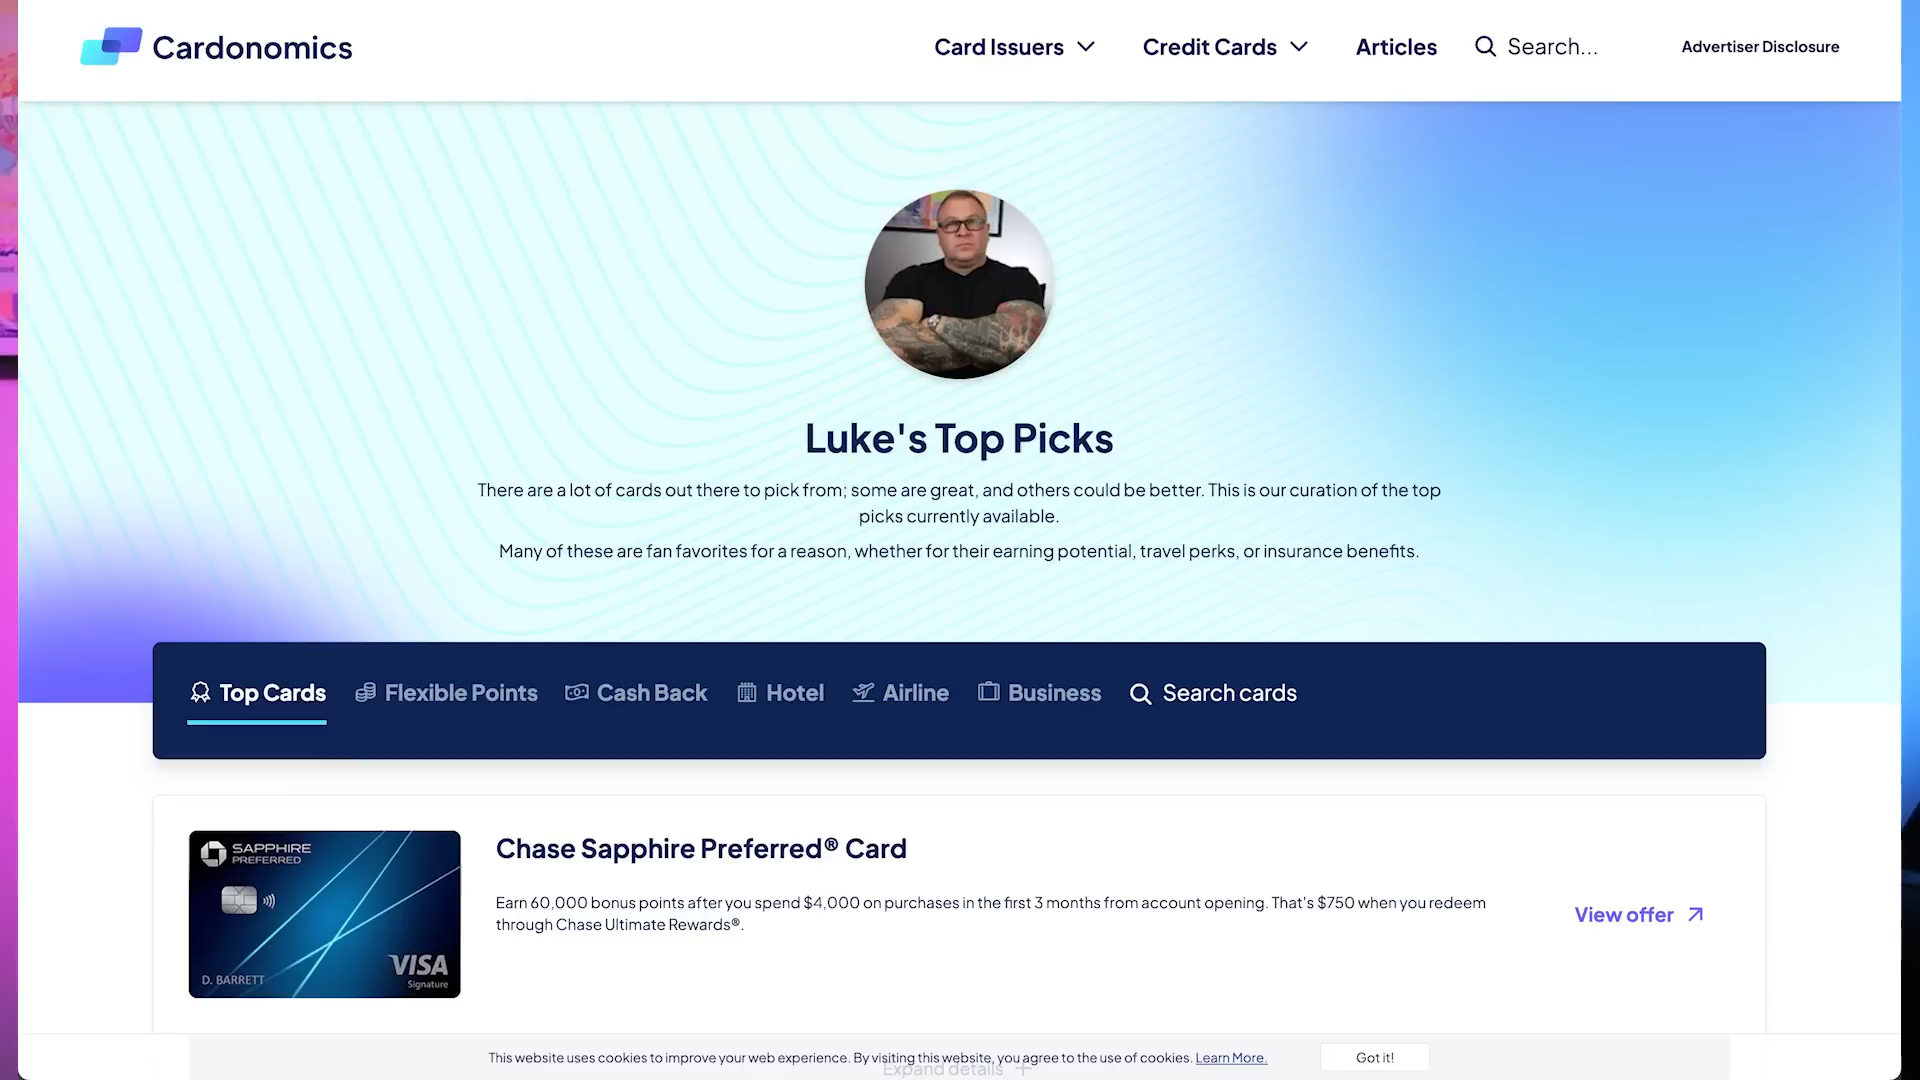 Cardonomics
Card Issuers
Credit Cards
Articles
Search...
Advertiser Disclosure
Luke's Top Picks
There are a lot of cards out there to pick from; some are great, and others could be better. This is our curation of the top
picks currently available.
Many of these are fan favorites for a reason, whether for their earning potential, travel perks, or insurance benefits.
Top Cards
Flexible Points
Cash Back
Hotel
Airline
Business
Search cards
SAPPHIRE
PREFERRED
D. BARRETT
VISA
Signature
Chase Sapphire Preferred® Card
Earn 60,000 bonus points after you spend $4,000 on purchases in the first 3 months from account opening. That's $750 when you redeem
through Chase Ultimate Rewards®.
View offer
This website uses cookies to improve your web experience. By visiting this website, you agree to the use of cookies. Learn More.
Got it!
Expand details +